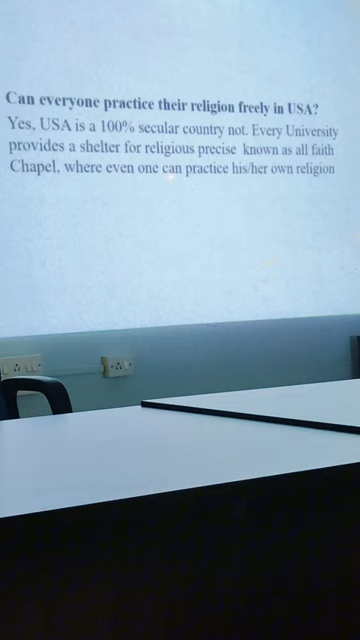 Can everyone practice their religion freely in USA?
Yes, USA is a 100% secular country not. Every University
provides a shelter for religious precise known as all faith
Chapel, where even one can practice his/her own religion